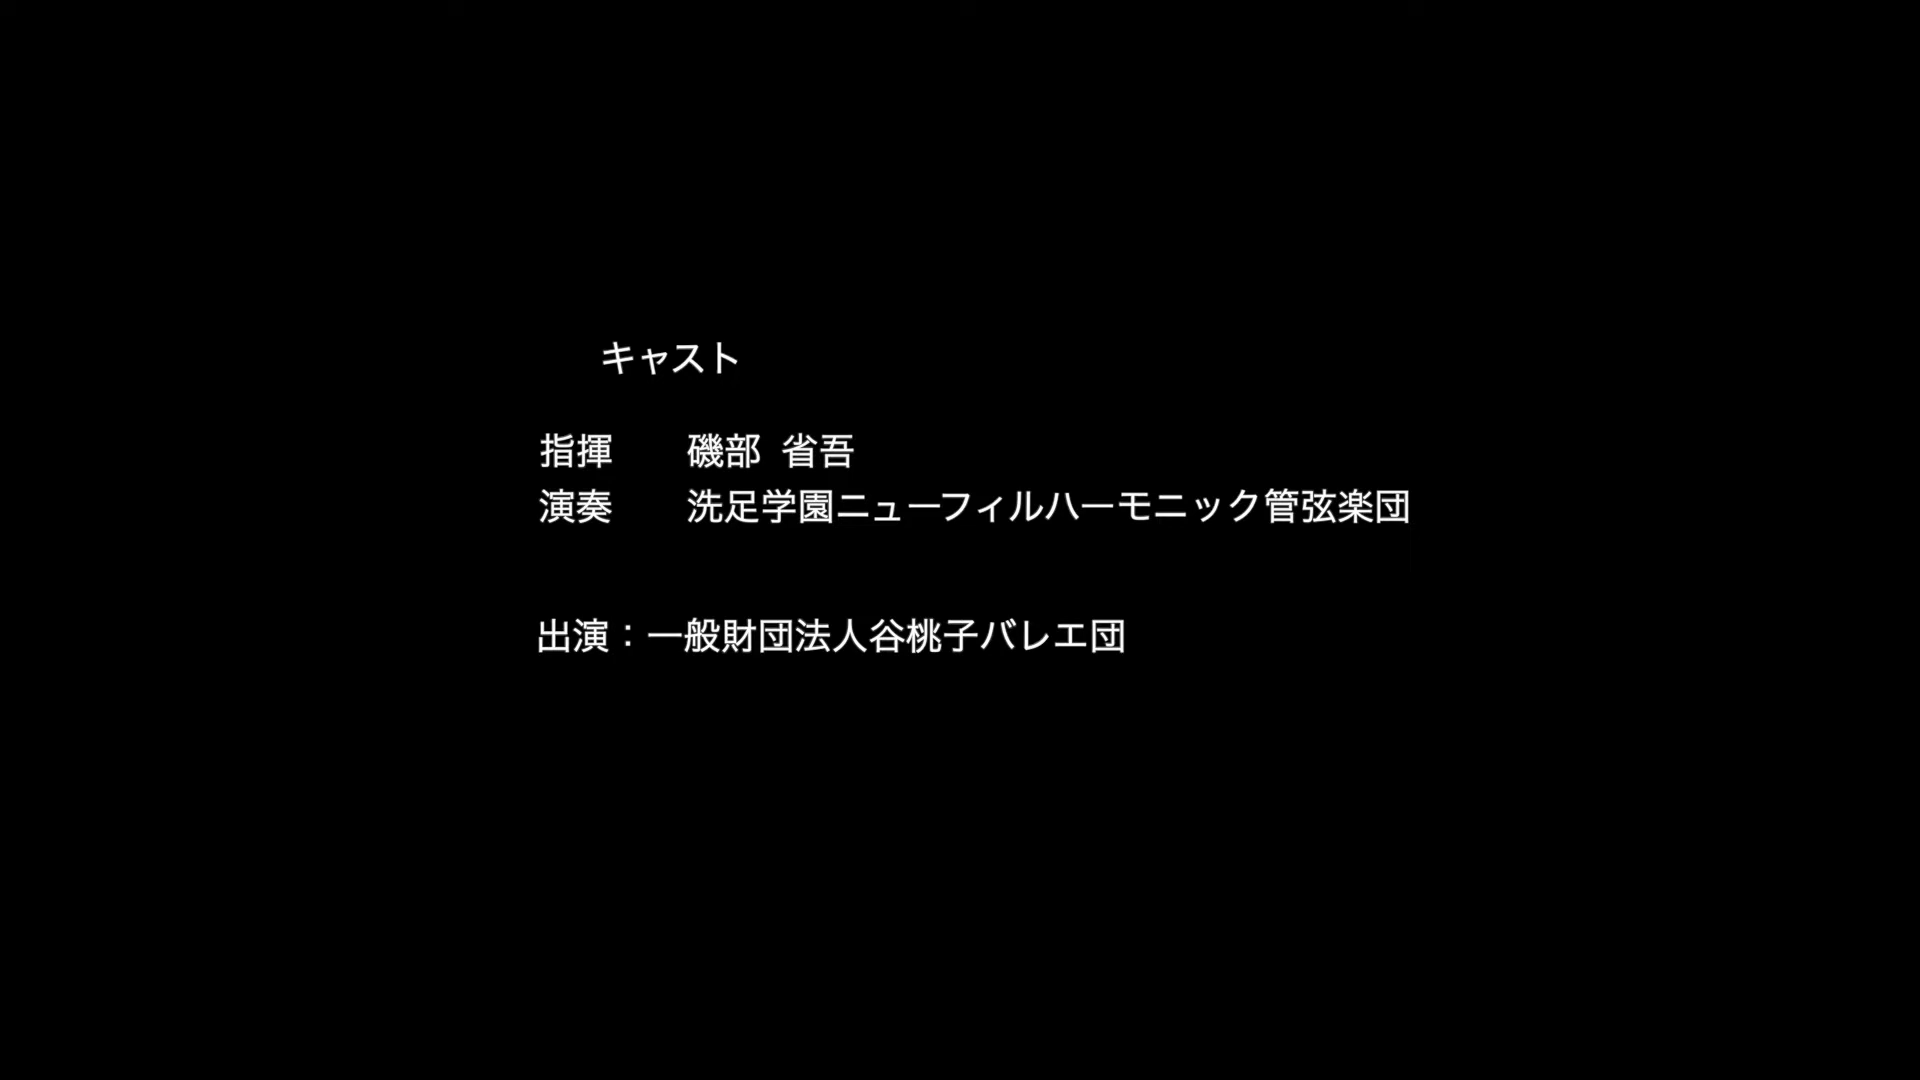 キャスト
指揮　　磯部 省吾
演奏　　洗足学園ニューフィルハーモニック管弦楽団
出演：一般財団法人谷桃子バレエ団